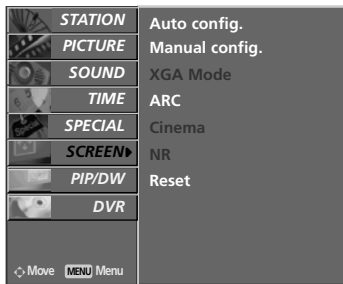 STATION
PICTURE
SOUND
TIME
SPECIAL
SCREEN
PIP/DW
DVR
Move MENU Menu
Auto config.
Manual config.
XGA Mode
ARC
Cinema
NR
Reset